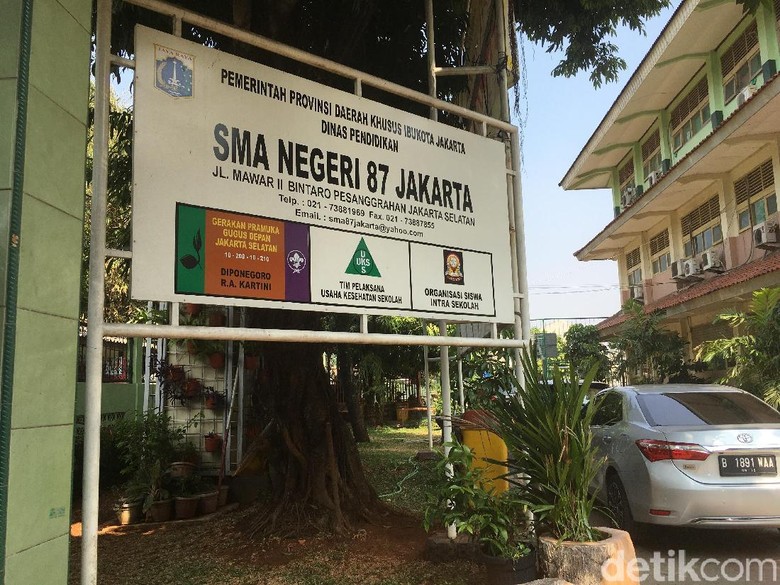 JAYA RAYA
PEMERINTAH PROVINSI DAERAH KHUSUS IBUKOTA JAKARTA
DINAS PENDIDIKAN
SMA NEGERI 87 JAKARTA
JL. MAWAR II BINTARO PESANGGRAHAN JAKARTA SELATAN
Telp. : 021 - 73881969 Fax. 021 - 73887855
Email. : sma87jakarta@yahoo.com
GERAKAN PRAMUKA
GUGUS DEPAN
JAKARTA SELATAN
DIPONEGORO
R.A. KARTINI
U
UKS
S
TIM PELAKSANA
USAHA KESEHATAN SEKOLAH
ORGANISASI SISWA
INTRA SEKOLAH
B 1891 WAA
detikcom